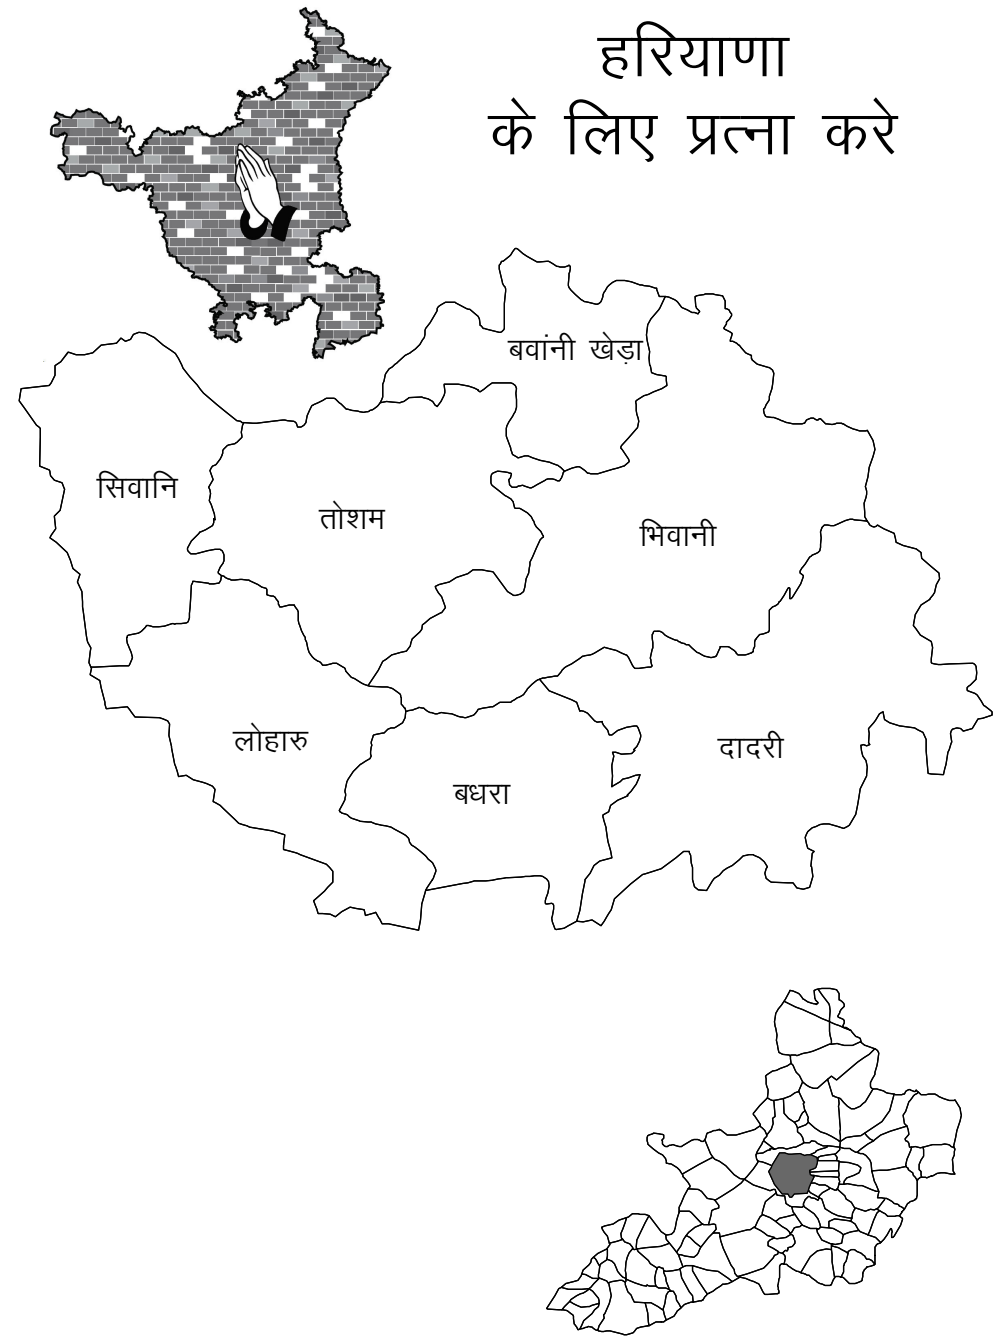 हरियाणा
के लिए प्रत्ना करे
बवांनी खेड़ा
सिवानि
तोशम
भिवानी
लोहारु
दादरी
बधरा